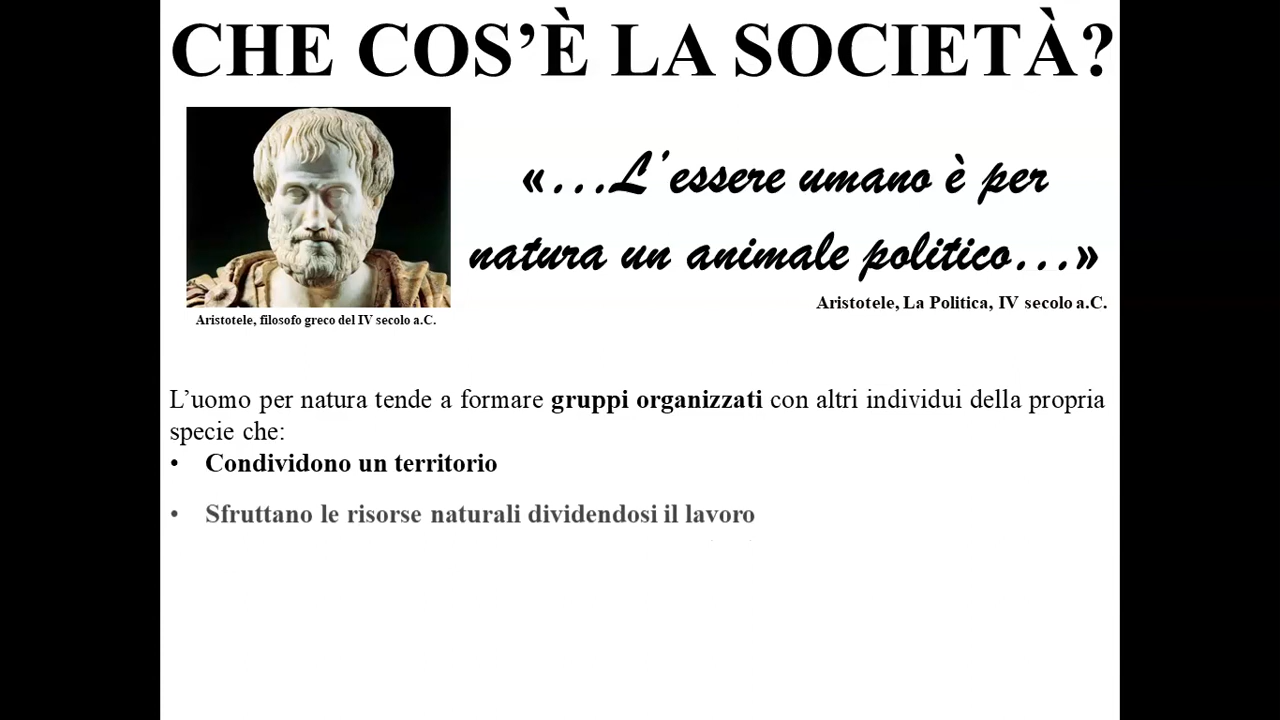 CHE COS’È LA SOCIETÀ?
«...L’essere umano è per
natura un animale politico...»
Aristotele, La Politica, IV secolo a.C.
Aristotele, filosofo greco del IV secolo a.C.
L’uomo per natura tende a formare gruppi organizzati con altri individui della propria
specie che:
• Condividono un territorio
• Sfruttano le risorse naturali dividendosi il lavoro